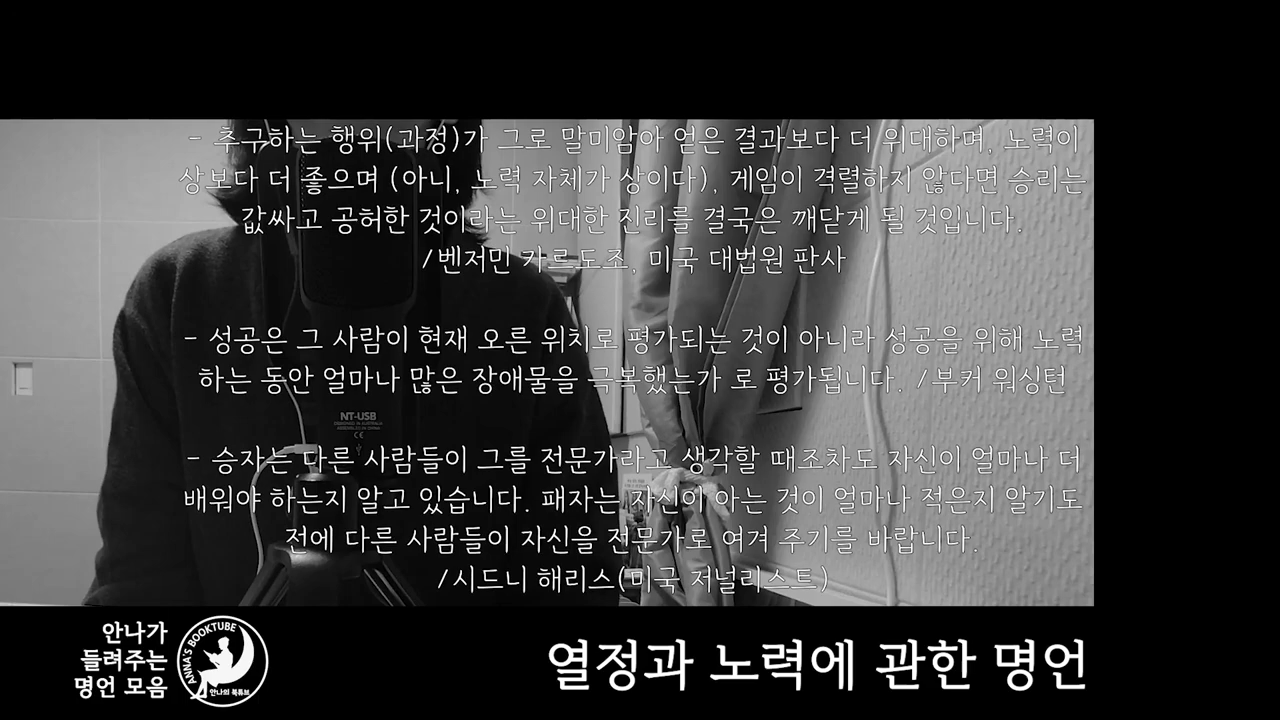 - 추구하는 행위(과정)가 그로 말미암아 얻은 결과보다 더 위대하며, 노력이
상보다 더 좋으며 (아니, 노력 자체가 상이다), 게임이 격렬하지 않다면 승리는
값싸고 공허한 것이라는 위대한 진리를 결국은 깨닫게 될 것입니다.
/벤저민 카르도조, 미국 대법원 판사
- 성공은 그 사람이 현재 오른 위치로 평가되는 것이 아니라 성공을 위해 노력
하는 동안 얼마나 많은 장애물을 극복했는가 로 평가됩니다. /부커 워싱턴
NT-USB
DESIGNED IN AUSTRALIA
ASSEMBLED IN CHINA
CE
- 승자는 다른 사람들이 그를 전문가라고 생각할 때조차도 자신이 얼마나 더
배워야 하는지 알고 있습니다. 패자는 자신이 아는 것이 얼마나 적은지 알기도
전에 다른 사람들이 자신을 전문가로 여겨 주기를 바랍니다.
/시드니 해리스(미국 저널리스트)
안나가
들려주는
명언 모음
ANNA'S BOOKTUBE
안나의 북튜브
열정과 노력에 관한 명언